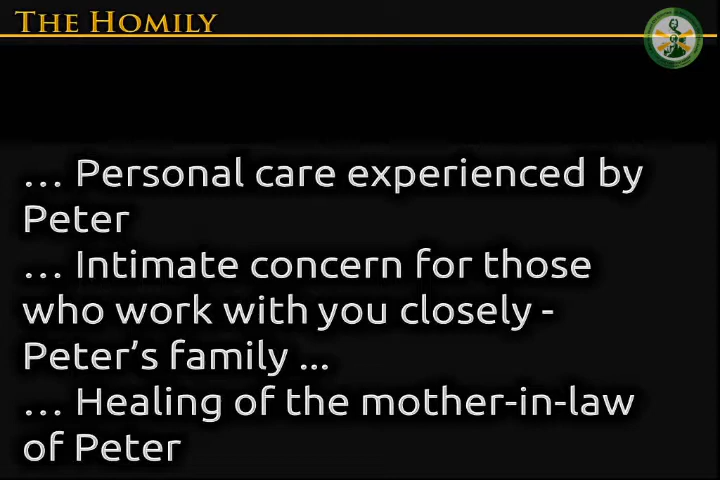 THE HOMILY
... Personal care experienced by
Peter
... Intimate concern for those
who work with you closely -
Peter's family ...
... Healing of the mother-in-law
of Peter